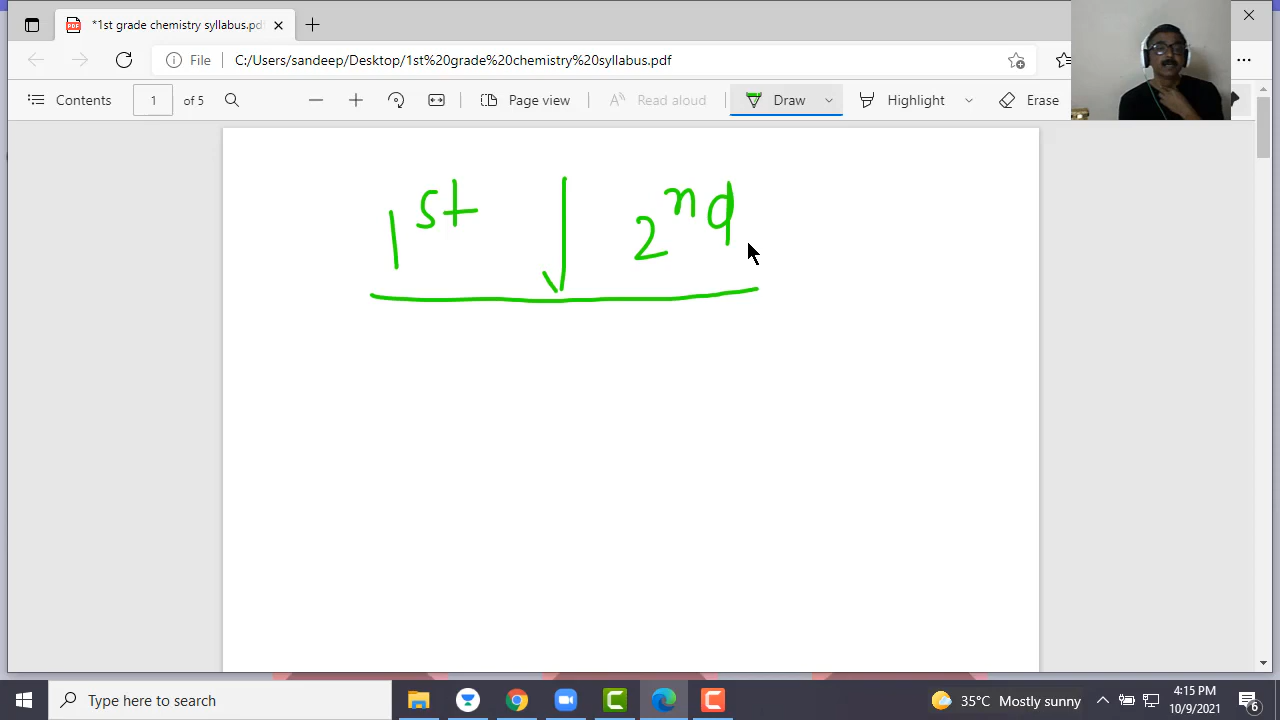 *1st grade chemistry syllabus.pdf
File C:/Users/sandeep/Desktop/1st%20grade%20chemistry%20syllabus.pdf
Contents 1 of 5 Page view Read aloud Draw Highlight Erase
1st 2nd
Type here to search 35°C Mostly sunny 4:15 PM
10/9/2021 6